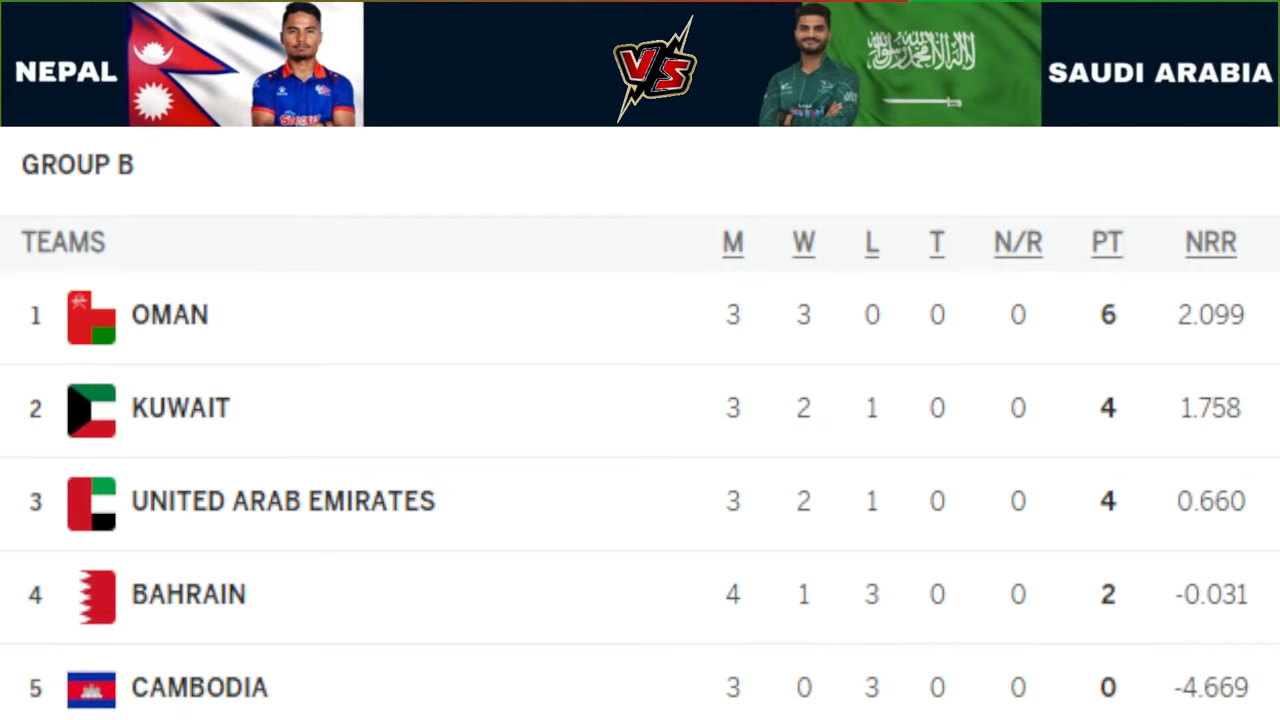 NEPAL
VS
SAUDI ARABIA
GROUP B
TEAMS M W L T N/R PT NRR
1 OMAN 3 3 0 0 0 6 2.099
2 KUWAIT 3 2 1 0 0 4 1.758
3 UNITED ARAB EMIRATES 3 2 1 0 0 4 0.660
4 BAHRAIN 4 1 3 0 0 2 -0.031
5 CAMBODIA 3 0 3 0 0 0 -4.669